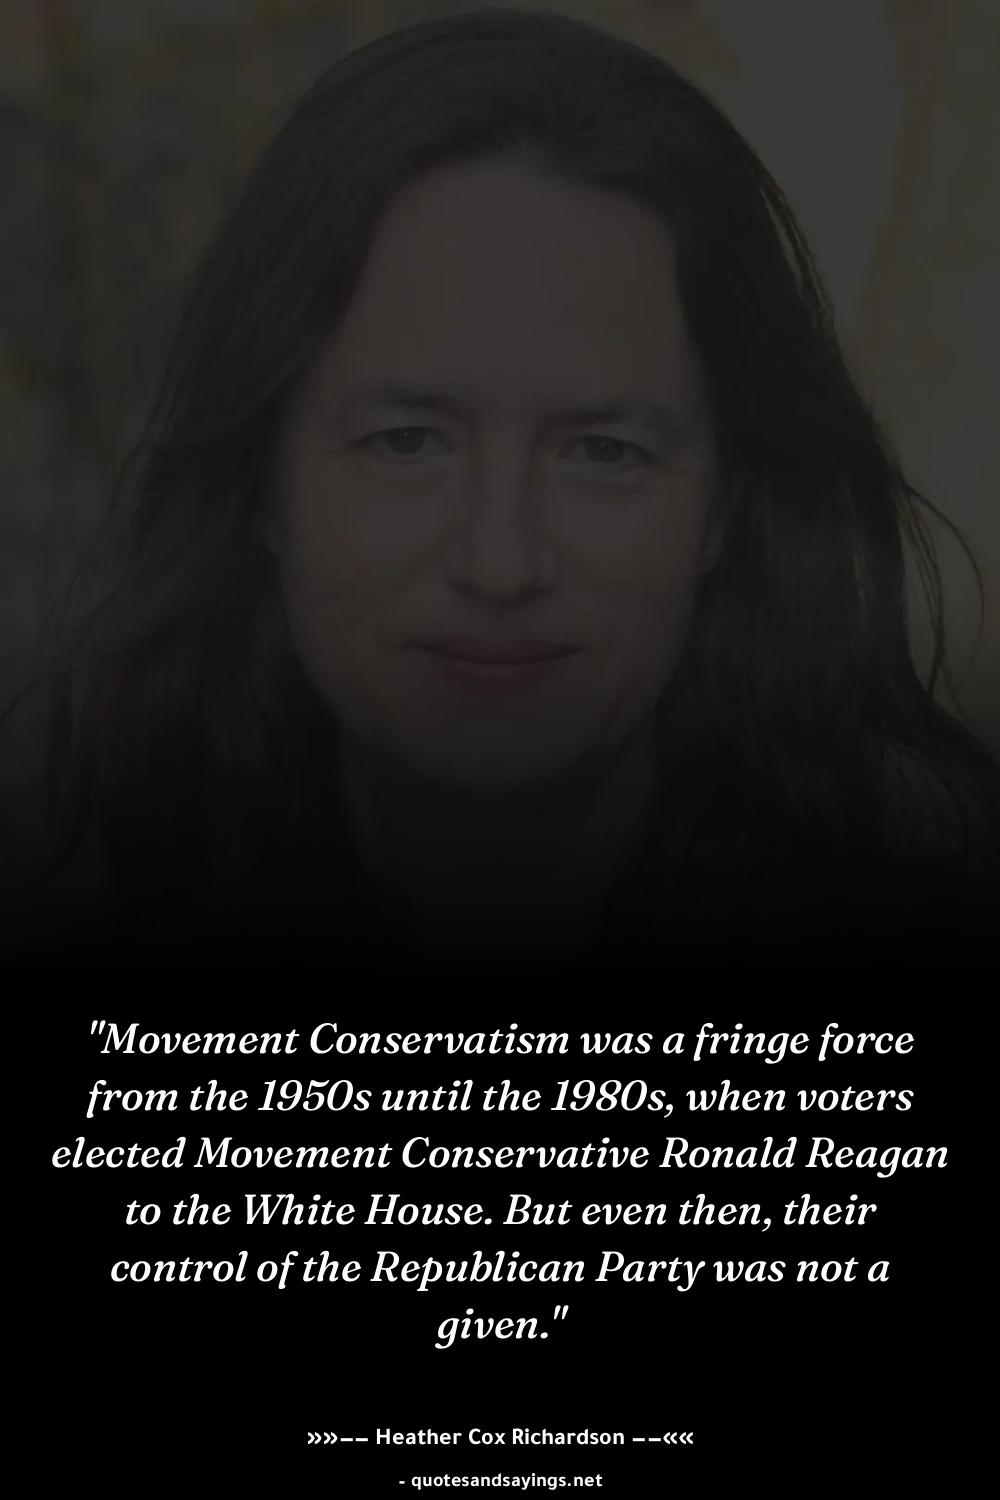 "Movement Conservatism was a fringe force
from the 1950s until the 1980s, when voters
elected Movement Conservative Ronald Reagan
to the White House. But even then, their
control of the Republican Party was not a
given."
»»–– Heather Cox Richardson ––««
- quotesandsayings.net